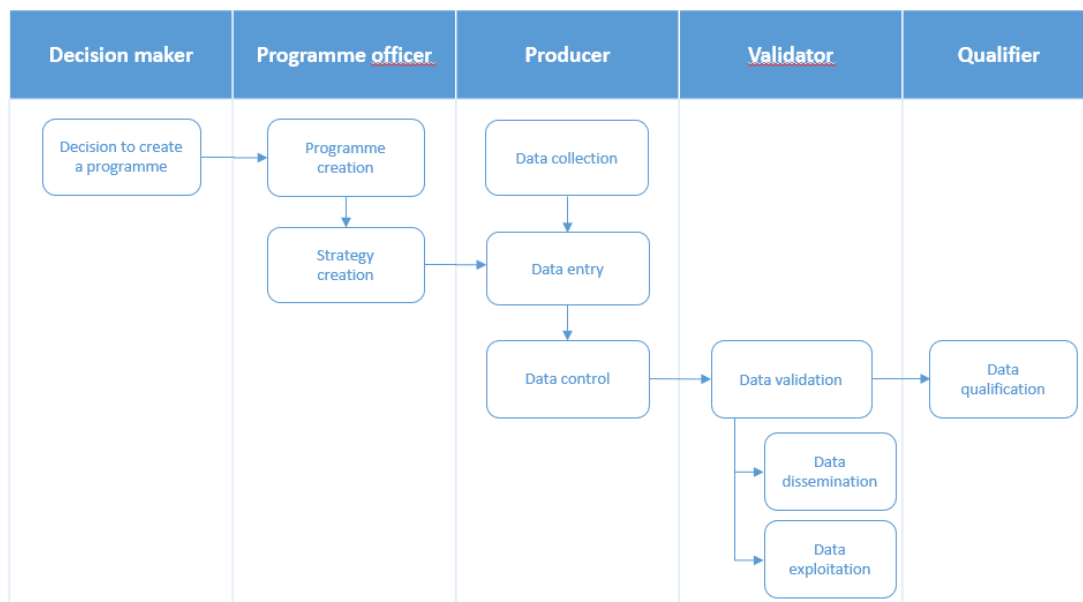 Decision maker
Programme officer
Producer
Validator
Qualifier
Decision to create
a programme
Programme
creation
Data collection
Strategy
creation
Data entry
Data control
Data validation
Data
qualification
Data
dissemination
Data
exploitation